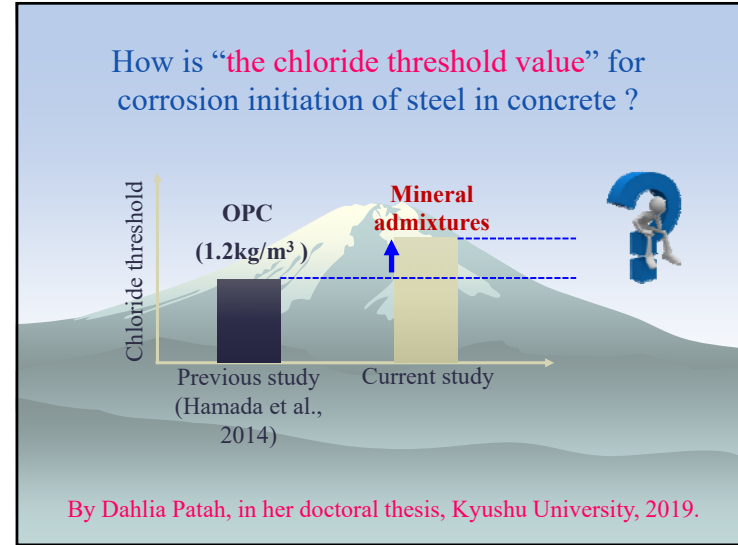 How is “the chloride threshold value” for
corrosion initiation of steel in concrete ?
Chloride threshold
OPC
(1.2kg/m³ )
Mineral
admixtures
Previous study
(Hamada et al.,
2014)
Current study
By Dahlia Patah, in her doctoral thesis, Kyushu University, 2019.